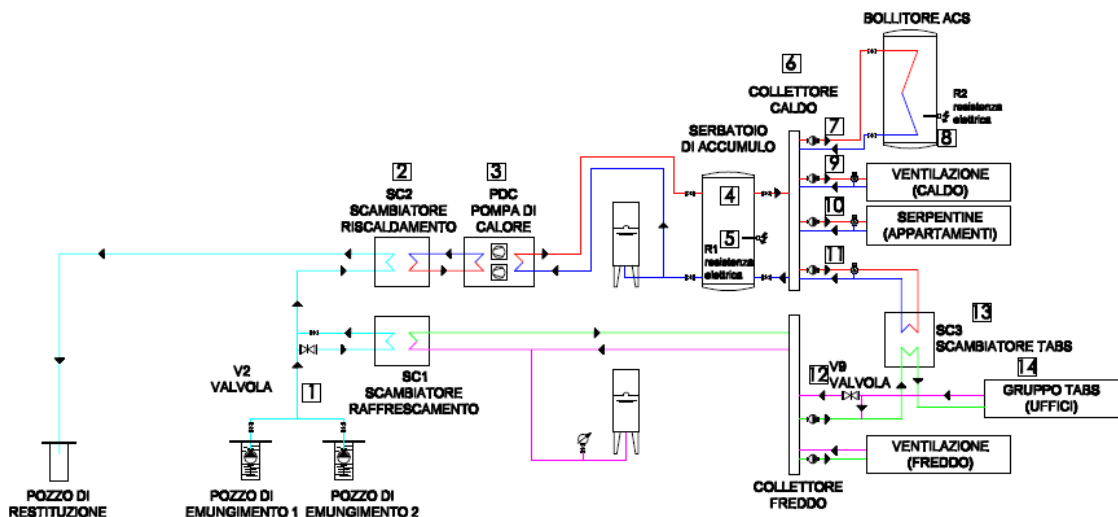 BOLLITORE ACS
6
COLLETTORE
CALDO
R2
resistenza
elettrica
7
8
SERBATOIO
DI ACCUMULO
2
3
SC2
SCAMBIATORE
RISCALDAMENTO
PDC
POMPA DI
CALORE
4
5
R1
resistenza
elettrica
9
VENTILAZIONE
(CALDO)
10
SERPENTINE
(APPARTAMENTI)
11
13
SC3
SCAMBIATORE TABS
V2
VALVOLA
1
SC1
SCAMBIATORE
RAFFRESCAMENTO
12
V9
VALVOLA
14
GRUPPO TABS
(UFFICI)
VENTILAZIONE
(FREDDO)
COLLETTORE
FREDDO
POZZO DI
RESTITUZIONE
POZZO DI
EMUNGIMENTO 1
POZZO DI
EMUNGIMENTO 2